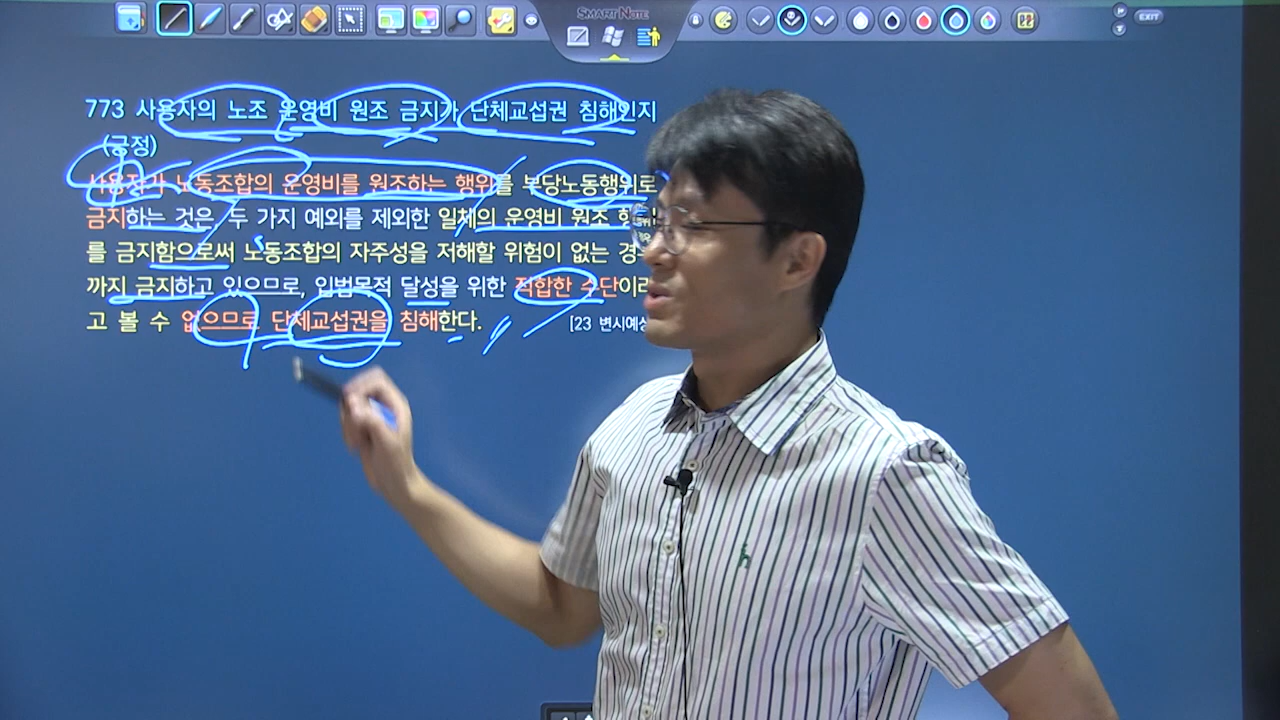 SMART NOTE
EXIT
773 사용자의 노조 운영비 원조 금지가 단체교섭권 침해인지
(긍정)
사용자가 노동조합의 운영비를 원조하는 행위를 부당노동행위로
금지하는 것은, 두 가지 예외를 제외한 일체의 운영비 원조
를 금지함으로써 노동조합의 자주성을 저해할 위험이 없는
까지 금지하고 있으므로, 입법목적 달성을 위한 적합한 수단이라
고 볼 수 없으므로 단체교섭권을 침해한다.
[23 변시예상